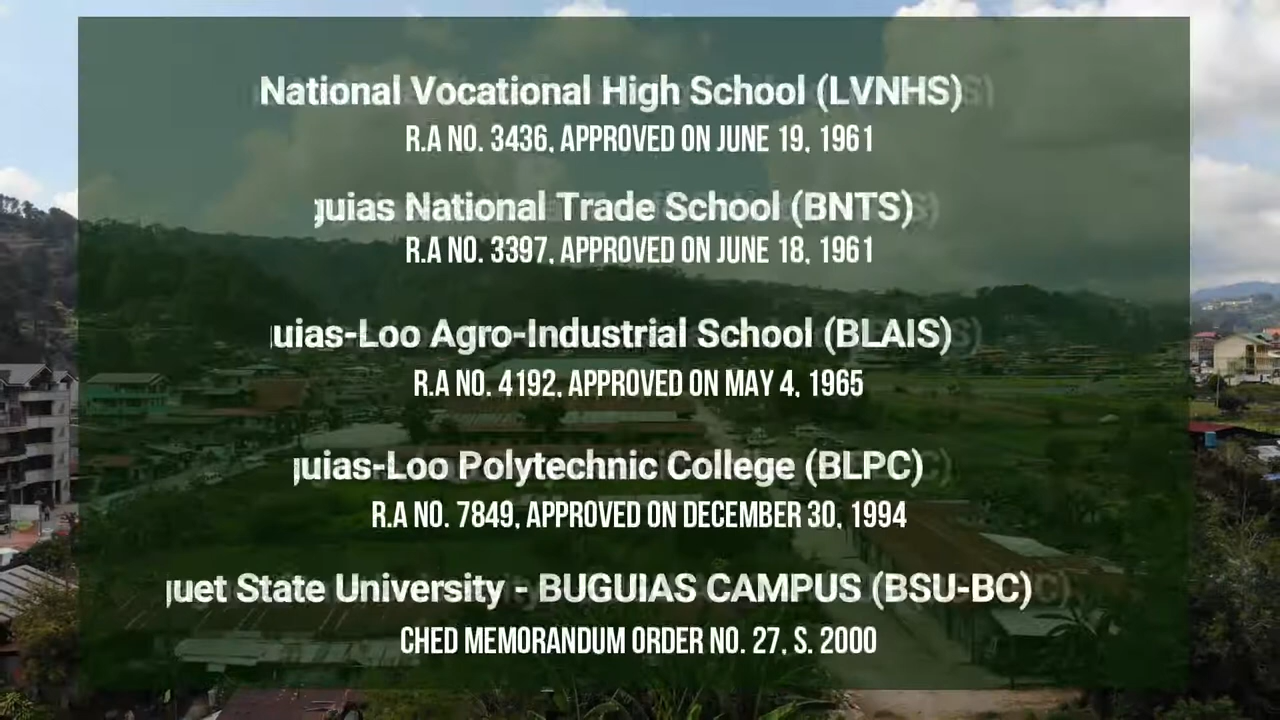 National Vocational High School (LVNHS)
R.A NO. 3436, APPROVED ON JUNE 19, 1961
guias National Trade School (BNTS)
R.A NO. 3397, APPROVED ON JUNE 18, 1961
uias-Loo Agro-Industrial School (BLAIS)
R.A NO. 4192, APPROVED ON MAY 4, 1965
guias-Loo Polytechnic College (BLPC)
R.A NO. 7849, APPROVED ON DECEMBER 30, 1994
guet State University - BUGUIAS CAMPUS (BSU-BC)
CHED MEMORANDUM ORDER NO. 27, S. 2000